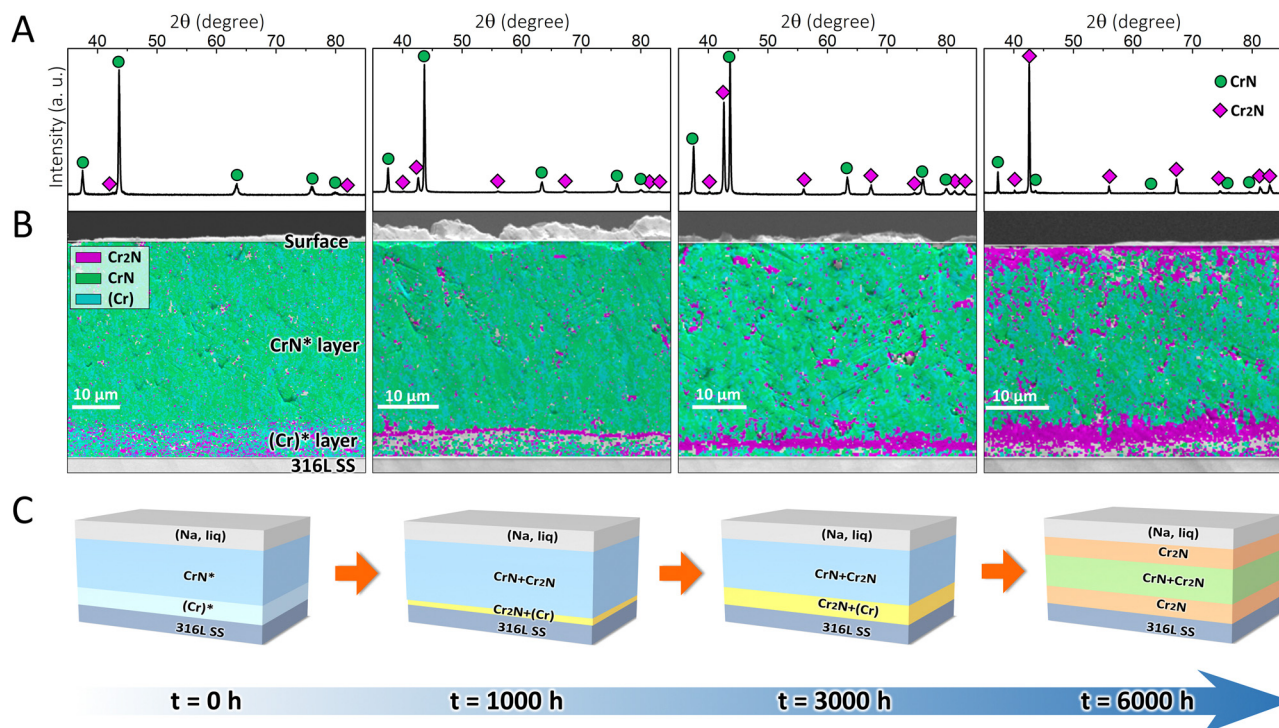 A
2θ (degree)
2θ (degree)
2θ (degree)
2θ (degree)
40 50 60 70 80
40 50 60 70 80
40 50 60 70 80
40 50 60 70 80
Intensity (a. u.)
CrN
Cr2N
B
Surface
Cr2N
CrN
(Cr)
CrN* layer
10 µm
(Cr)* layer
316L SS
10 µm
10 µm
10 µm
C
(Na, liq)
CrN*
(Cr)*
316L SS
(Na, liq)
CrN+Cr2N
Cr2N+(Cr)
316L SS
(Na, liq)
CrN+Cr2N
Cr2N+(Cr)
316L SS
(Na, liq)
Cr2N
CrN+Cr2N
Cr2N
316L SS
t = 0 h
t = 1000 h
t = 3000 h
t = 6000 h